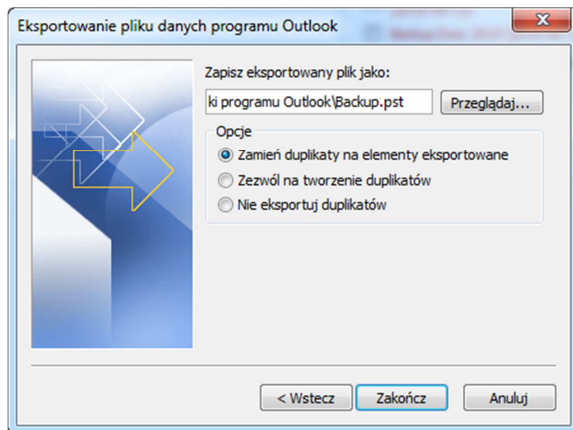 Eksportowanie pliku danych programu Outlook
Zapisz eksportowany plik jako:
ki programu Outlook\Backup.pst
Przeglądaj...
Opcje
Zamień duplikaty na elementy eksportowane
Zezwól na tworzenie duplikatów
Nie eksportuj duplikatów
< Wstecz
Zakończ
Anuluj